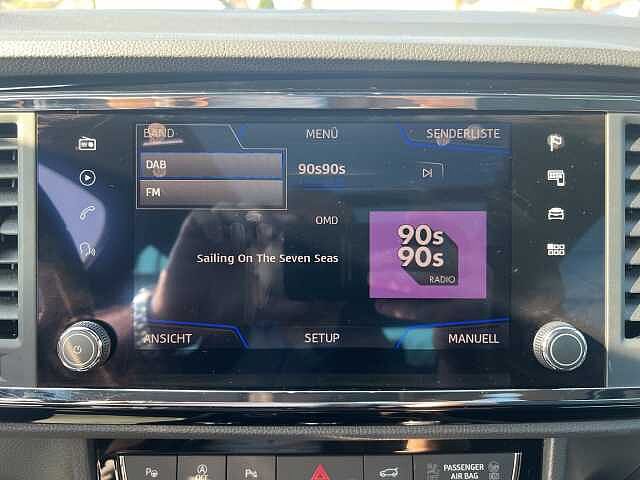 BAND
MENÜ
SENDERLISTE
DAB
90s90s
FM
OMD
Sailing On The Seven Seas
90s
90s
RADIO
ANSICHT
SETUP
MANUELL
OFF
PASSENGER
AIR BAG